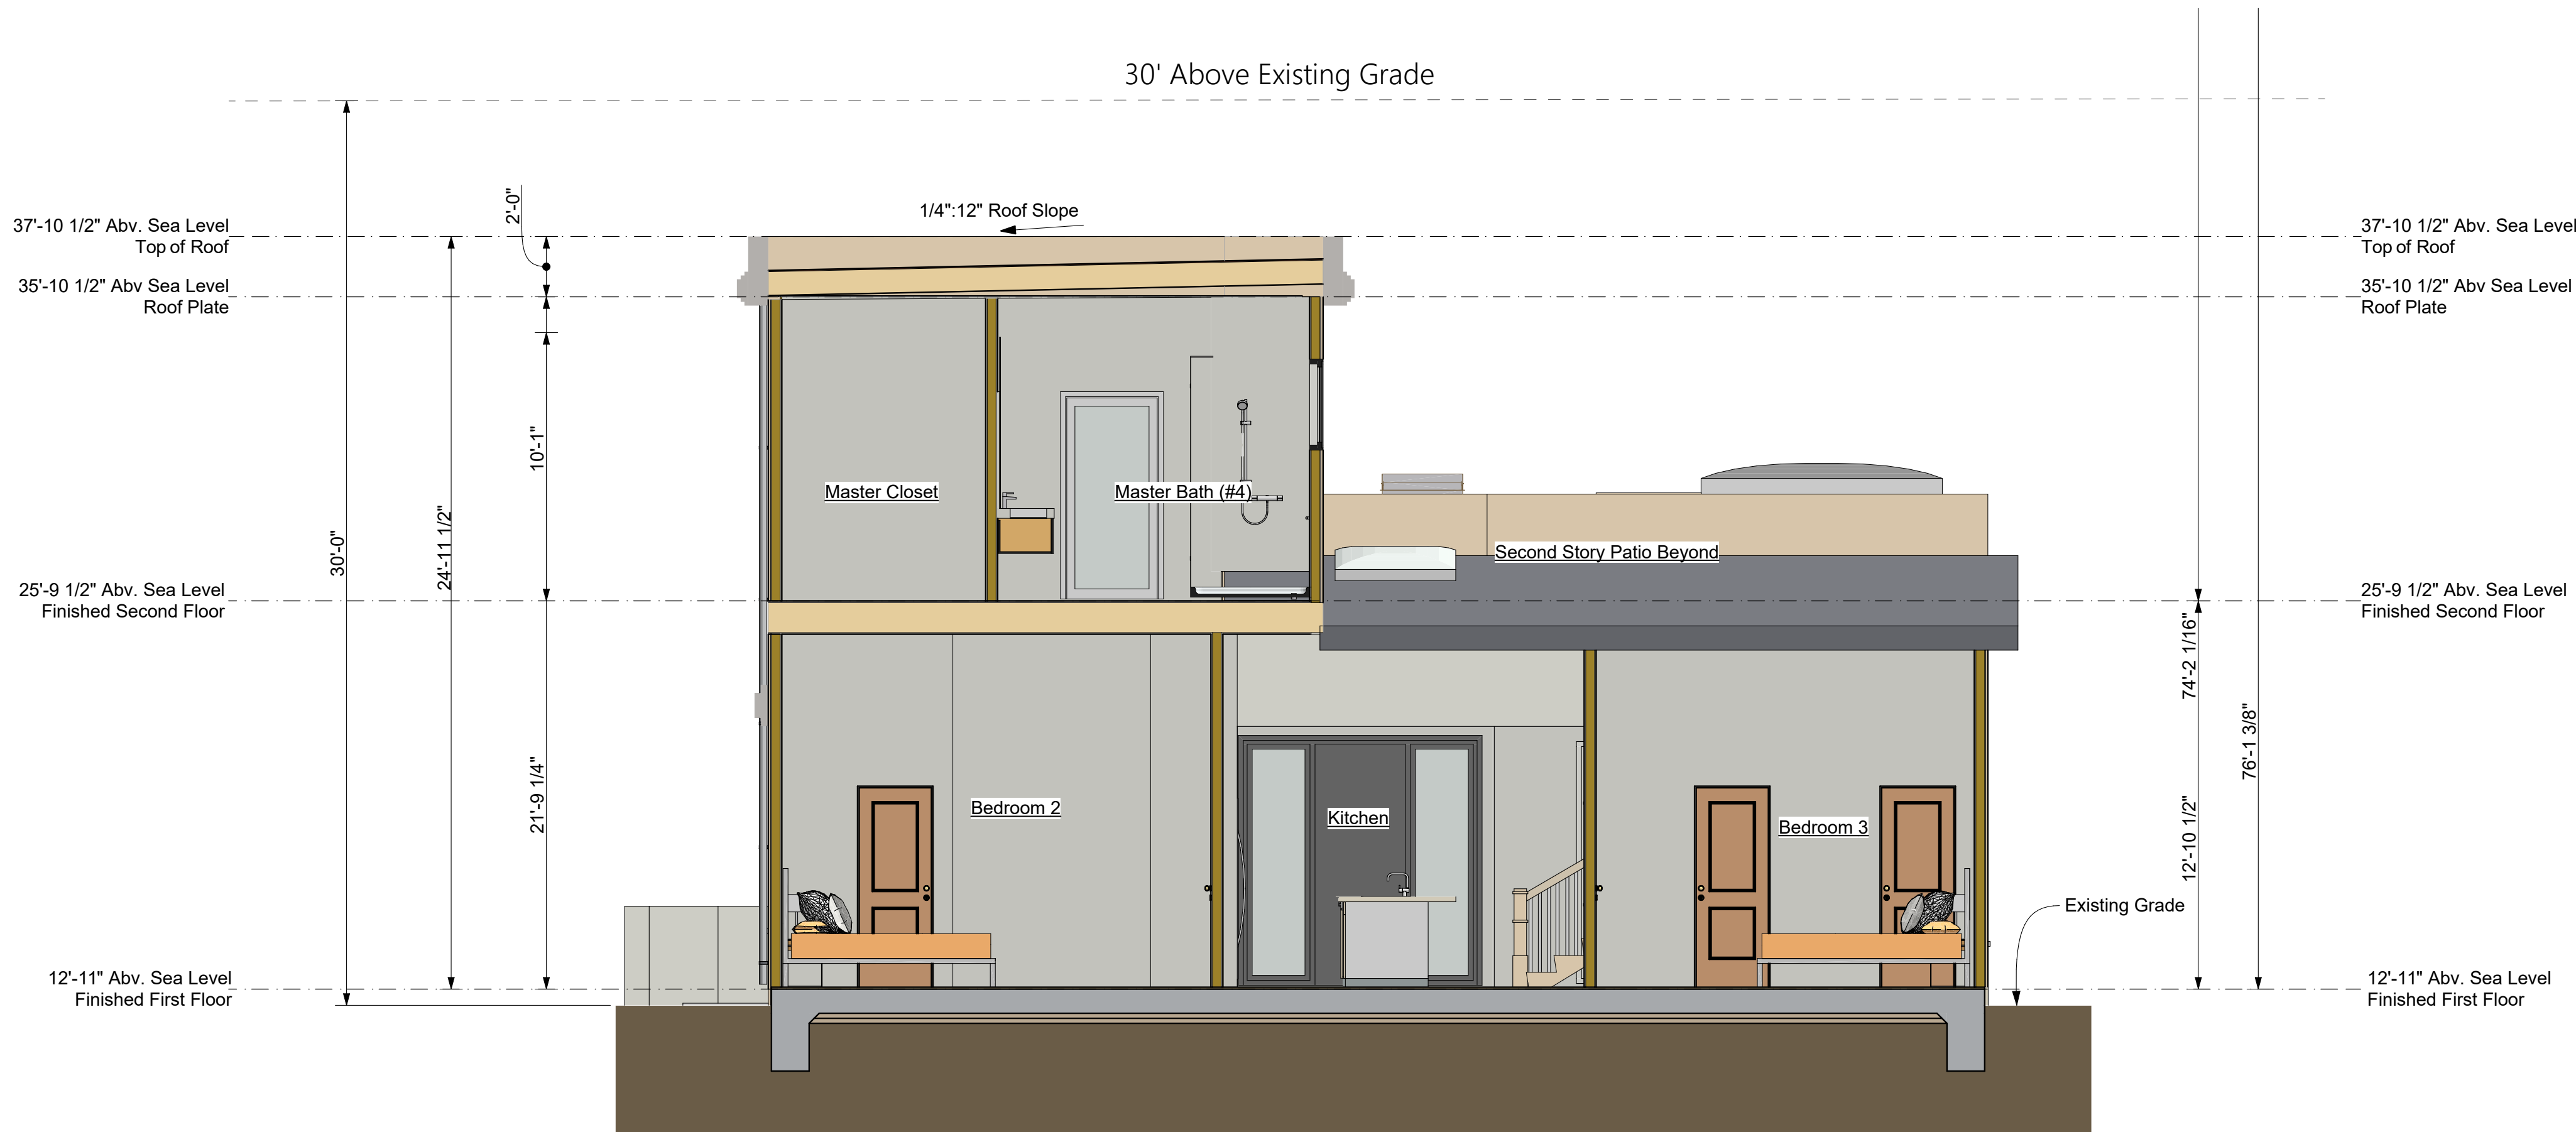 30' Above Existing Grade
2'-0"
1/4":12" Roof Slope
37'-10 1/2" Abv. Sea Level
Top of Roof
37'-10 1/2" Abv. Sea Level
Top of Roof
35'-10 1/2" Abv Sea Level
Roof Plate
35'-10 1/2" Abv Sea Level
Roof Plate
10'-1"
Master Closet
Master Bath (#4)
30'-0"
24'-11 1/2"
Second Story Patio Beyond
25'-9 1/2" Abv. Sea Level
Finished Second Floor
25'-9 1/2" Abv. Sea Level
Finished Second Floor
74'-2 1/16"
76'-1 3/8"
21'-9 1/4"
Bedroom 2
Kitchen
Bedroom 3
12'-10 1/2"
Existing Grade
12'-11" Abv. Sea Level
Finished First Floor
12'-11" Abv. Sea Level
Finished First Floor